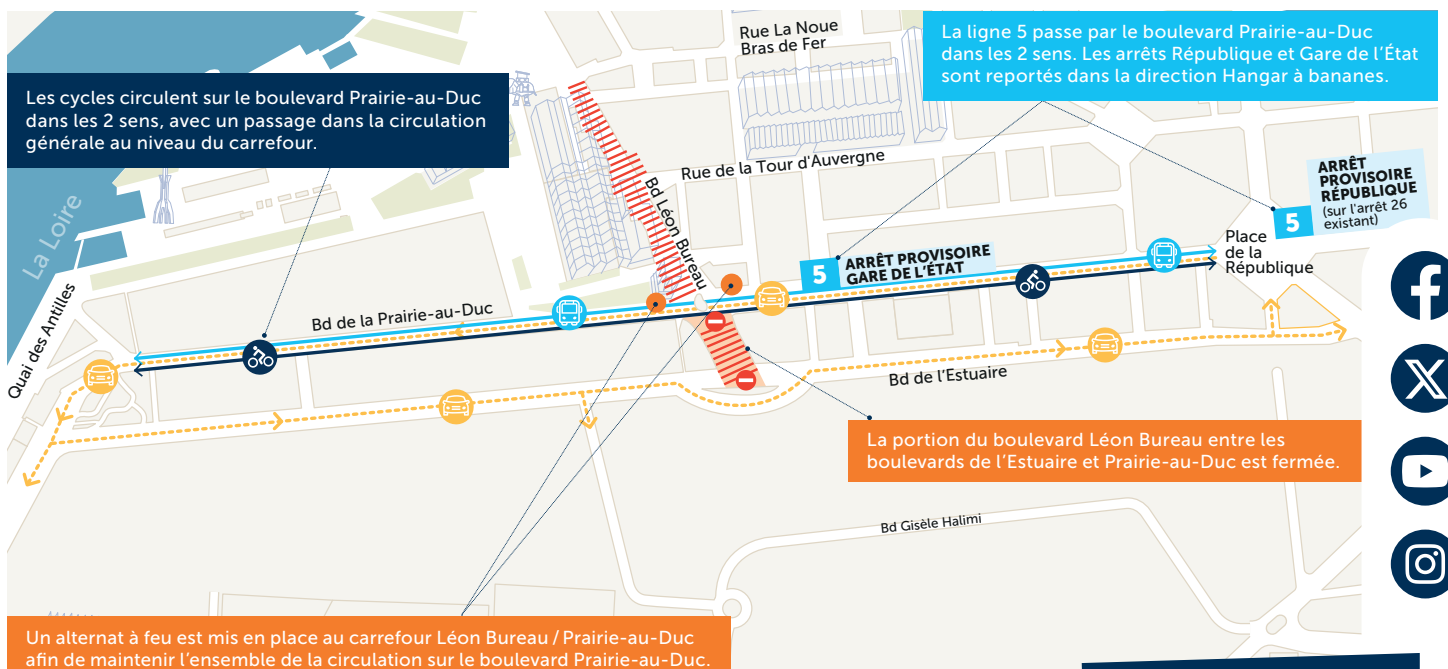 Rue La Noue
Bras de Fer
La ligne 5 passe par le boulevard Prairie-au-Duc
dans les 2 sens. Les arrêts République et Gare de l'État
sont reportés dans la direction Hangar à bananes.
Les cycles circulent sur le boulevard Prairie-au-Duc
dans les 2 sens, avec un passage dans la circulation
générale au niveau du carrefour.
Rue de la Tour d'Auvergne
ARRÊT
PROVISOIRE
RÉPUBLIQUE
(sur l'arrêt 26
existant)
5
La Loire
Bd Léon Bureau
Place
de la
République
5
ARRÊT PROVISOIRE
GARE DE L'ÉTAT
Quai des Antilles
Bd de la Prairie-au-Duc
Bd de l'Estuaire
La portion du boulevard Léon Bureau entre les
boulevards de l'Estuaire et Prairie-au-Duc est fermée.
Bd Gisèle Halimi
Un alternat à feu est mis en place au carrefour Léon Bureau / Prairie-au-Duc
afin de maintenir l'ensemble de la circulation sur le boulevard Prairie-au-Duc.